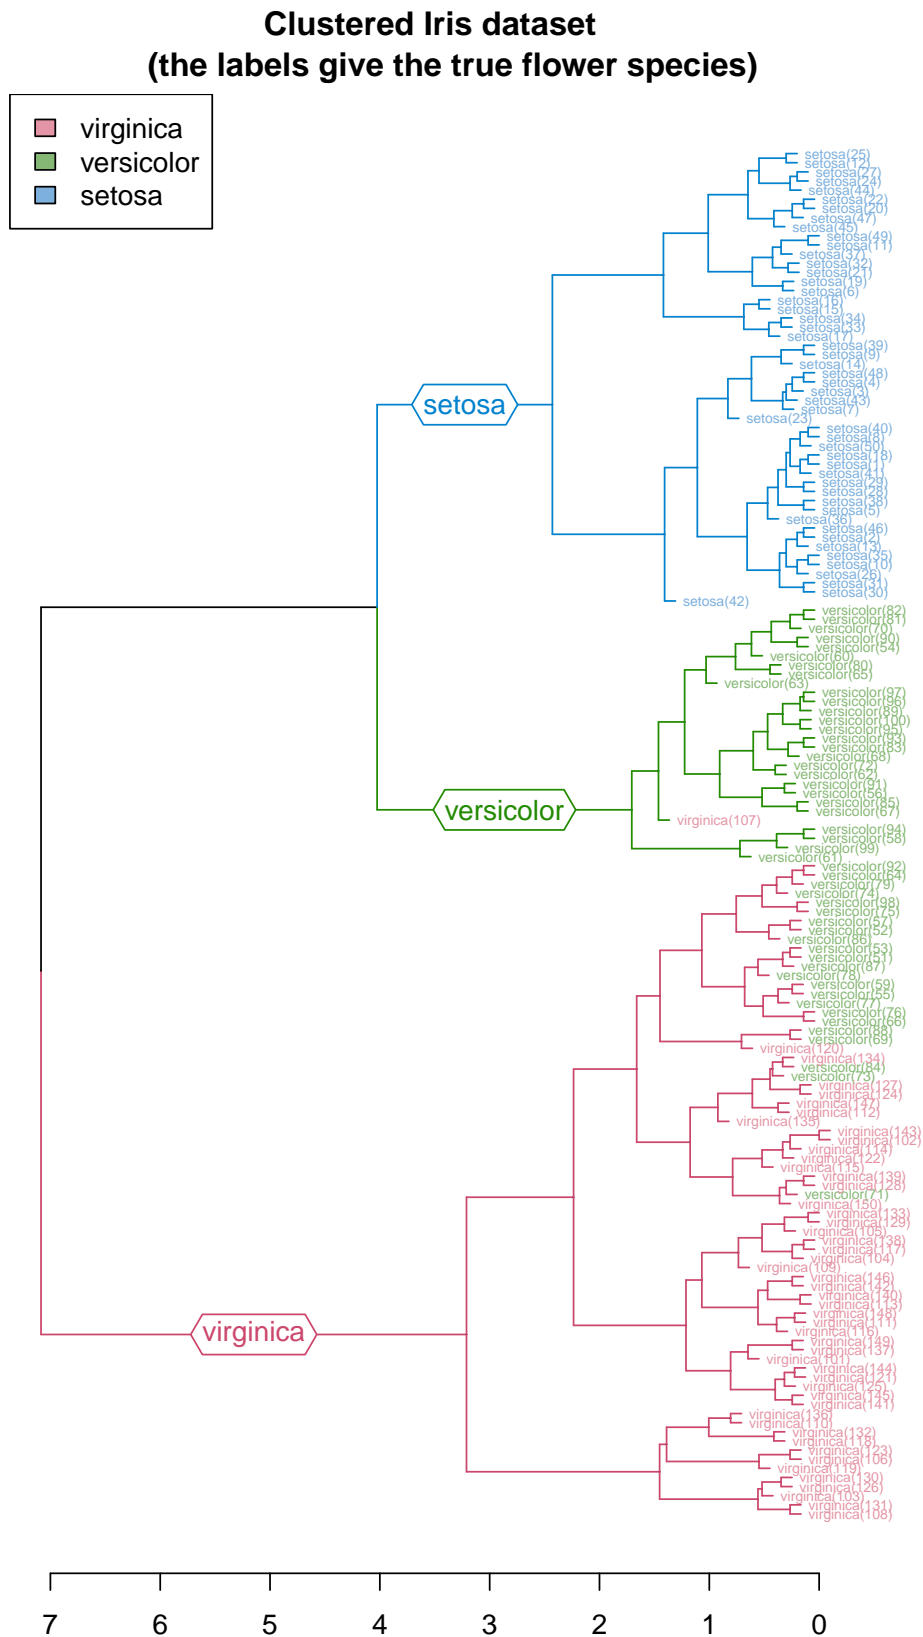 Clustered Iris dataset
(the labels give the true flower species)
virginica
versicolor
setosa
setosa(25)
setosa(12)
setosa(27)
setosa(24)
setosa(44)
setosa(22)
setosa(20)
setosa(47)
setosa(45)
setosa(49)
setosa(11)
setosa(37)
setosa(32)
setosa(21)
setosa(19)
setosa(6)
setosa(16)
setosa(15)
setosa(34)
setosa(33)
setosa(17)
setosa(39)
setosa(9)
setosa(14)
setosa(48)
setosa(4)
setosa(3)
setosa(43)
setosa
setosa(7)
setosa(23)
setosa(40)
setosa(8)
setosa(50)
setosa(18)
setosa(1)
setosa(41)
setosa(29)
setosa(28)
setosa(38)
setosa(5)
setosa(36)
setosa(46)
setosa(2)
setosa(13)
setosa(35)
setosa(10)
setosa(26)
setosa(31)
setosa(30)
setosa(42)
versicolor(82)
versicolor(81)
versicolor(70)
versicolor(90)
versicolor(54)
versicolor(60)
versicolor(80)
versicolor(65)
versicolor(63)
versicolor(97)
versicolor(96)
versicolor(89)
versicolor(100)
versicolor(95)
versicolor(93)
versicolor(83)
versicolor(68)
versicolor(72)
versicolor(62)
versicolor(91)
versicolor(56)
versicolor(85)
versicolor
versicolor(67)
virginica(107)
versicolor(94)
versicolor(58)
versicolor(99)
versicolor(61)
versicolor(92)
versicolor(64)
versicolor(79)
versicolor(74)
versicolor(98)
versicolor(75)
versicolor(57)
versicolor(52)
versicolor(86)
versicolor(53)
versicolor(51)
versicolor(87)
versicolor(78)
versicolor(59)
versicolor(55)
versicolor(77)
versicolor(76)
versicolor(66)
versicolor(88)
versicolor(69)
virginica(120)
virginica(134)
versicolor(84)
versicolor(73)
virginica(127)
virginica(124)
virginica(147)
virginica(112)
virginica(135)
virginica(143)
virginica(102)
virginica(114)
virginica(122)
virginica(115)
virginica(139)
virginica(128)
versicolor(71)
virginica(150)
virginica(133)
virginica(129)
virginica(105)
virginica(138)
virginica(117)
virginica(104)
virginica(109)
virginica(146)
virginica(142)
virginica(140)
virginica(113)
virginica(148)
virginica(111)
virginica(116)
virginica
virginica(149)
virginica(137)
virginica(101)
virginica(144)
virginica(121)
virginica(125)
virginica(145)
virginica(141)
virginica(136)
virginica(110)
virginica(132)
virginica(118)
virginica(123)
virginica(106)
virginica(119)
virginica(130)
virginica(126)
virginica(103)
virginica(131)
virginica(108)
7 6 5 4 3 2 1 0